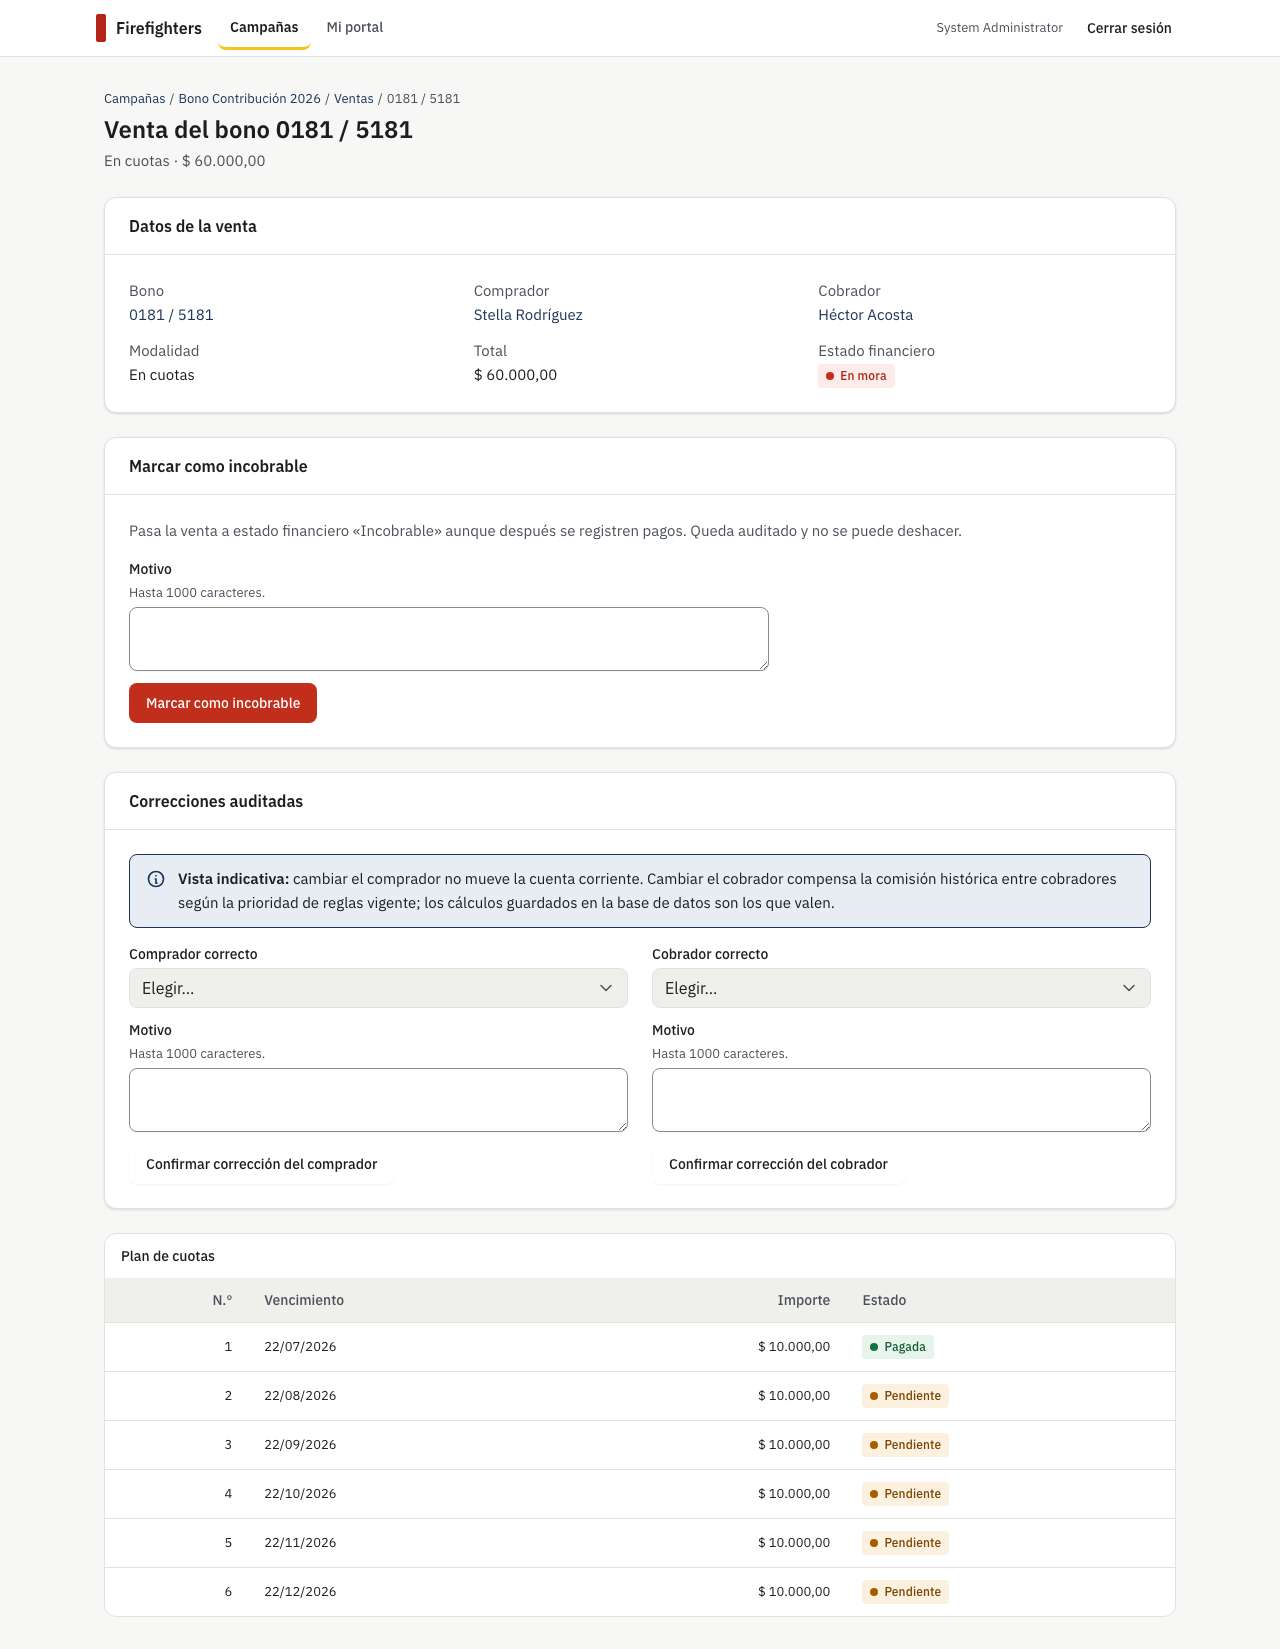 Firefighters
Campañas
Mi portal
System Administrator
Cerrar sesión
Campañas / Bono Contribución 2026 / Ventas / 0181 / 5181
Venta del bono 0181 / 5181
En cuotas · $ 60.000,00
Datos de la venta
Bono
0181 / 5181
Comprador
Stella Rodríguez
Cobrador
Héctor Acosta
Modalidad
En cuotas
Total
$ 60.000,00
Estado financiero
En mora
Marcar como incobrable
Pasa la venta a estado financiero «Incobrable» aunque después se registren pagos. Queda auditado y no se puede deshacer.
Motivo
Hasta 1000 caracteres.
Marcar como incobrable
Correcciones auditadas
Vista indicativa: cambiar el comprador no mueve la cuenta corriente. Cambiar el cobrador compensa la comisión histórica entre cobradores
según la prioridad de reglas vigente; los cálculos guardados en la base de datos son los que valen.
Comprador correcto
Elegir...
Motivo
Hasta 1000 caracteres.
Confirmar corrección del comprador
Cobrador correcto
Elegir...
Motivo
Hasta 1000 caracteres.
Confirmar corrección del cobrador
Plan de cuotas
N.º Vencimiento Importe Estado
1 22/07/2026 $ 10.000,00 Pagada
2 22/08/2026 $ 10.000,00 Pendiente
3 22/09/2026 $ 10.000,00 Pendiente
4 22/10/2026 $ 10.000,00 Pendiente
5 22/11/2026 $ 10.000,00 Pendiente
6 22/12/2026 $ 10.000,00 Pendiente